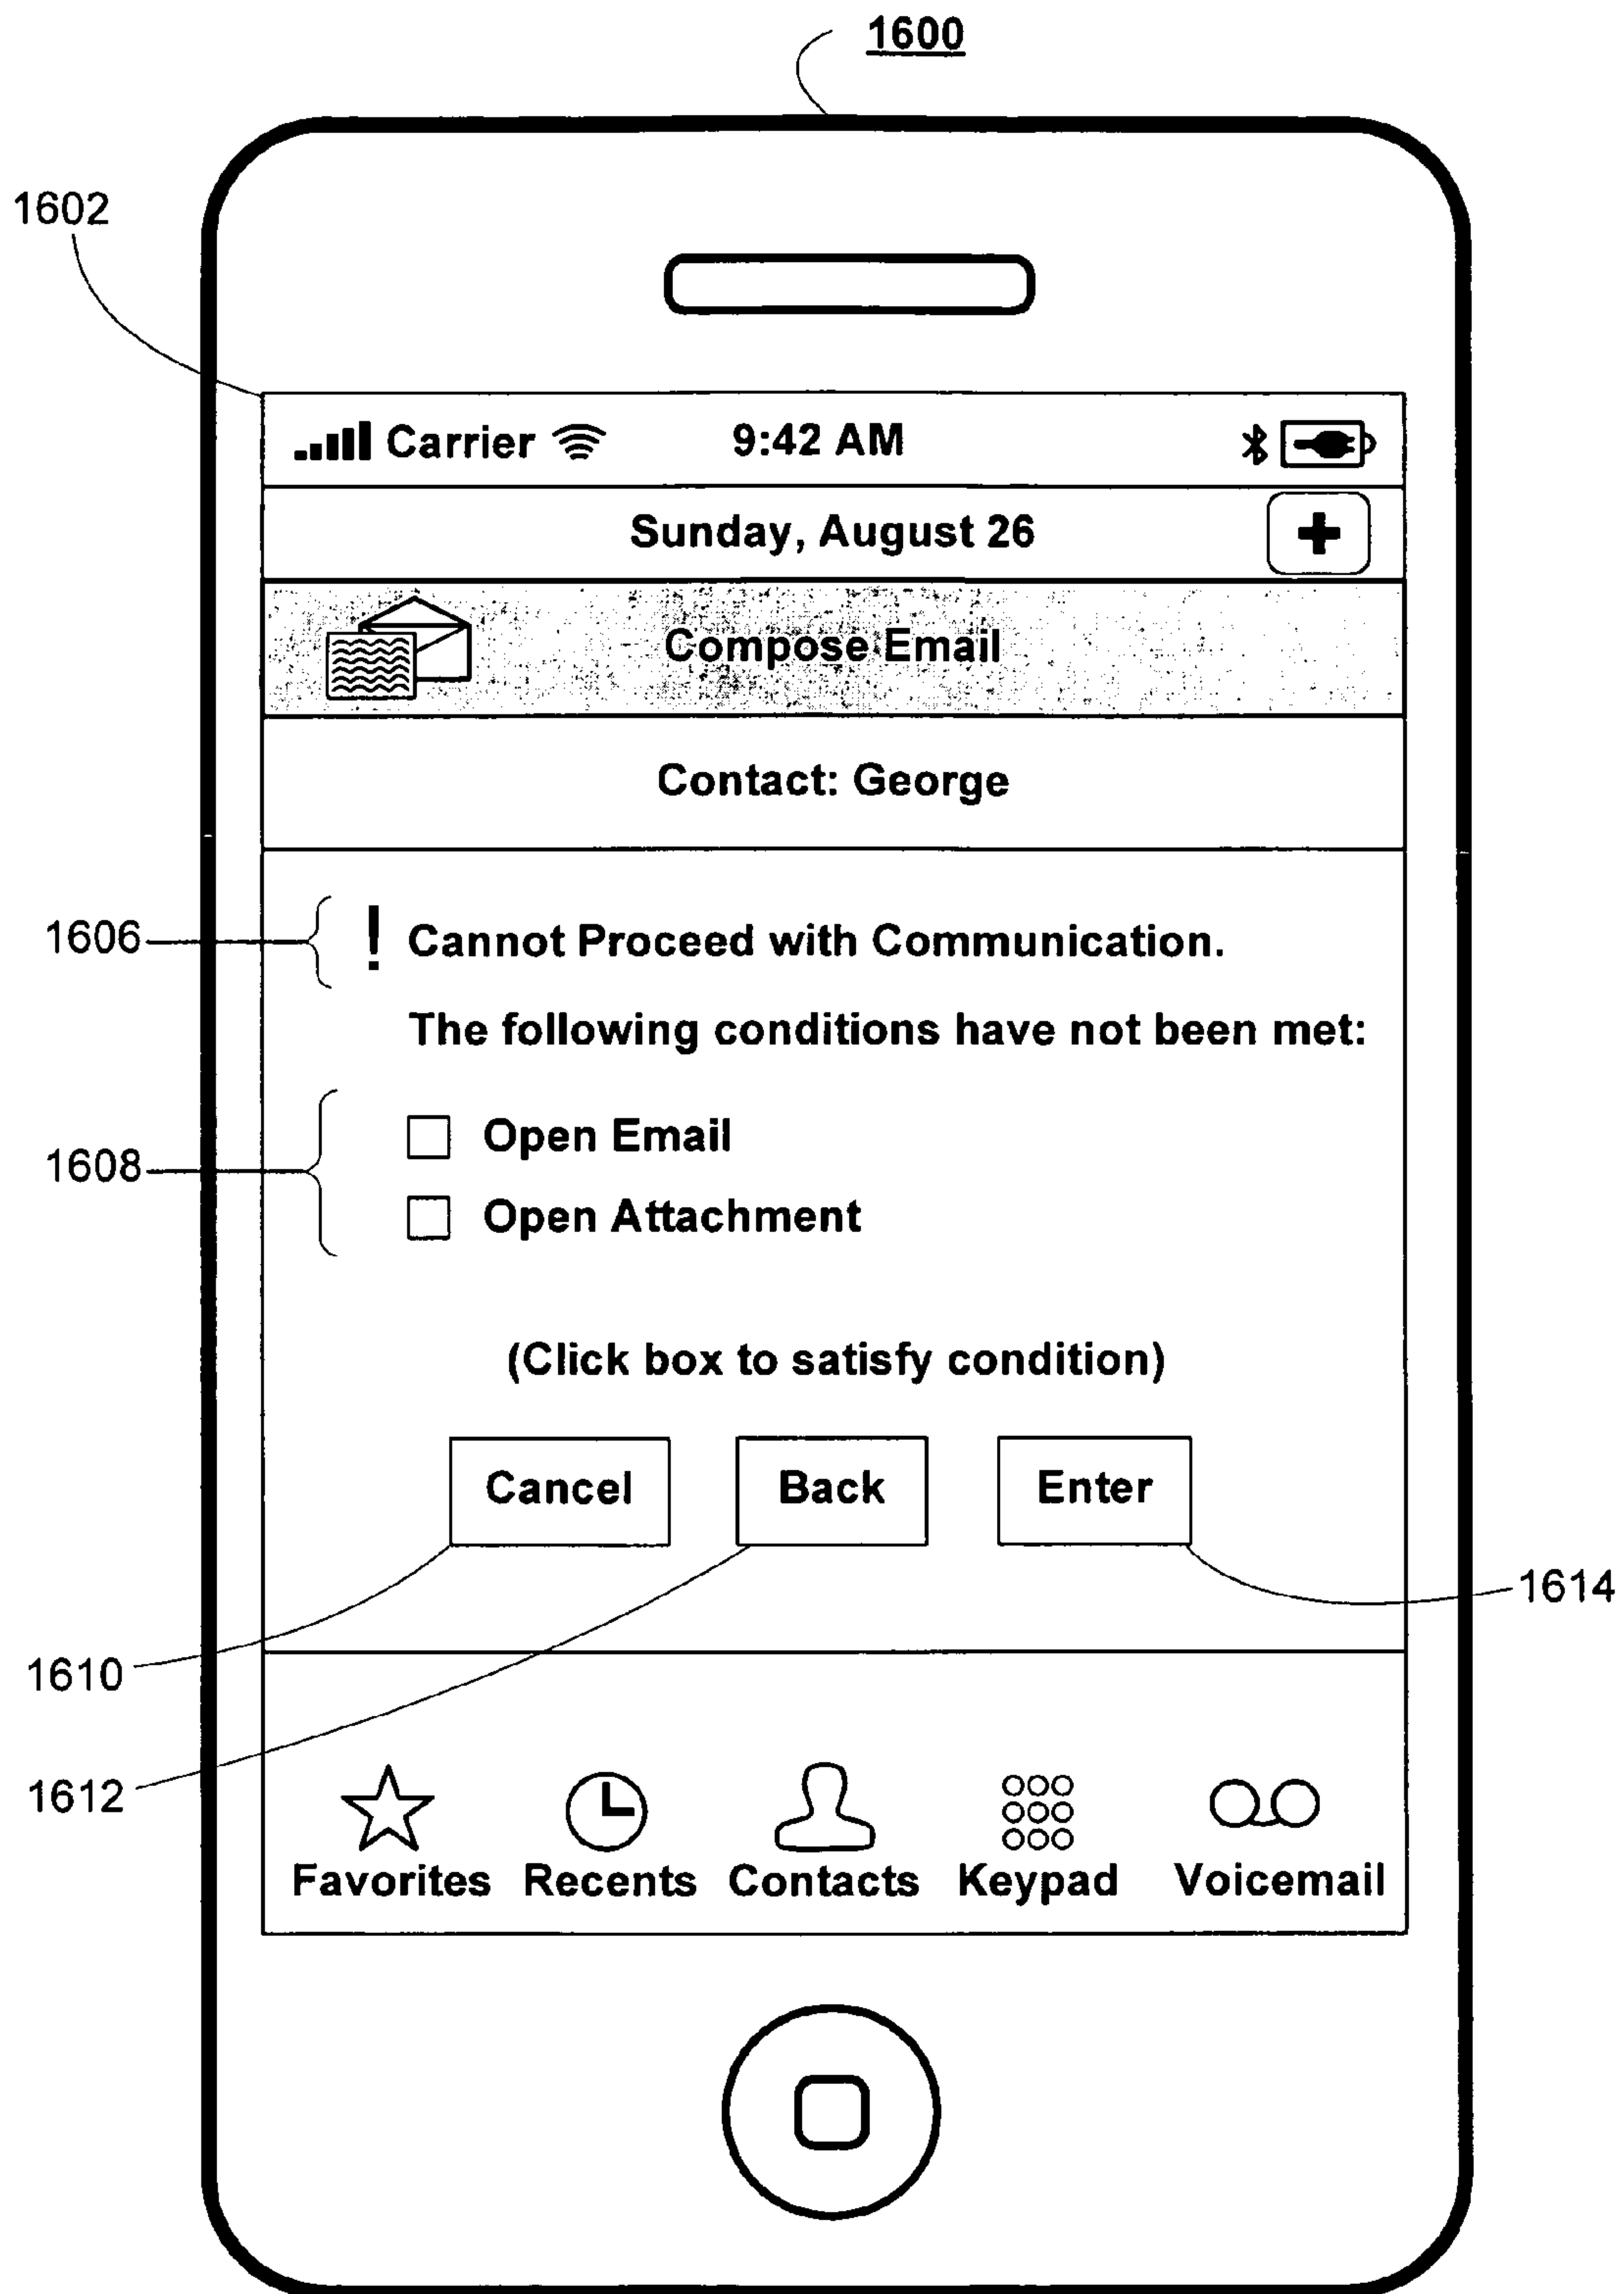 1600
1602
Carrier 9:42 AM
Sunday, August 26
Compose Email
Contact: George
1606
! Cannot Proceed with Communication.
The following conditions have not been met:
1608
Open Email
Open Attachment
(Click box to satisfy condition)
Cancel Back Enter
1614
1610
1612
Favorites Recents Contacts Keypad Voicemail